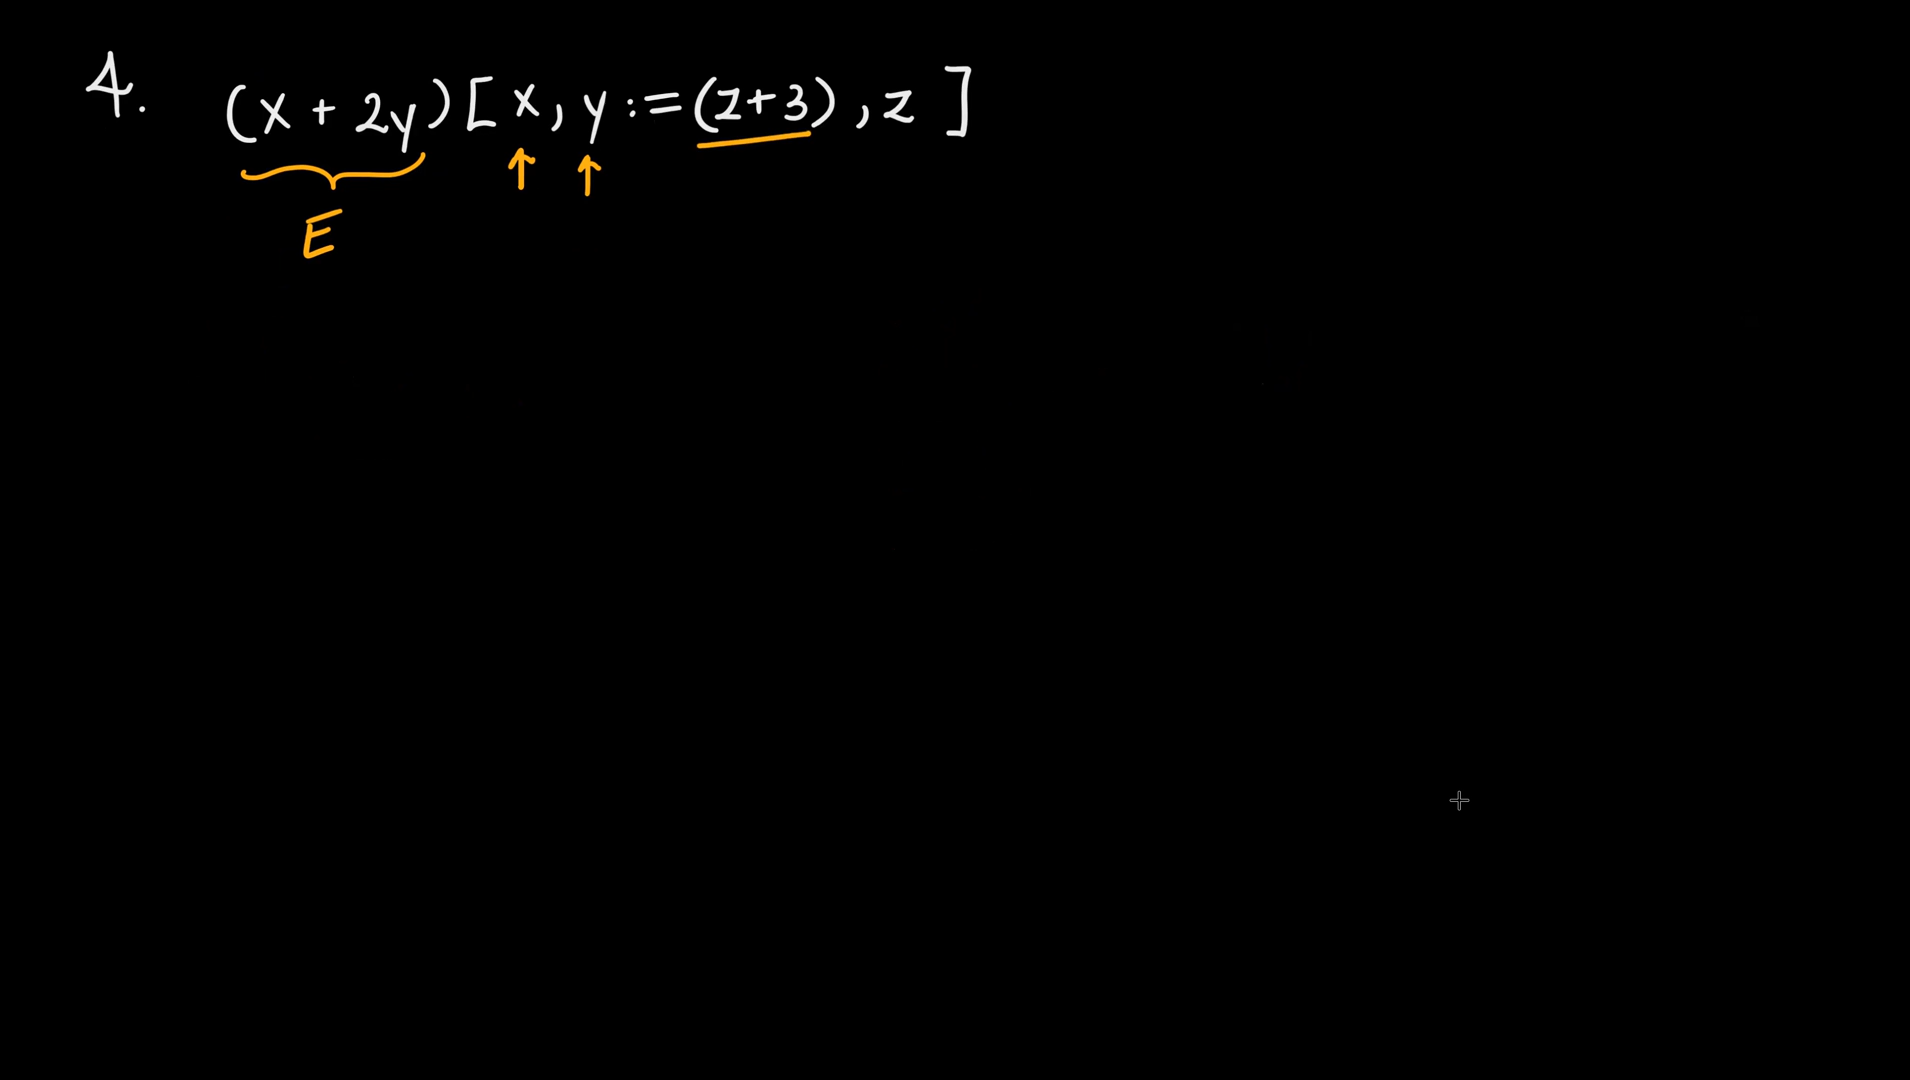 4. (x + 2y)[x, y := (z+3), z]
E